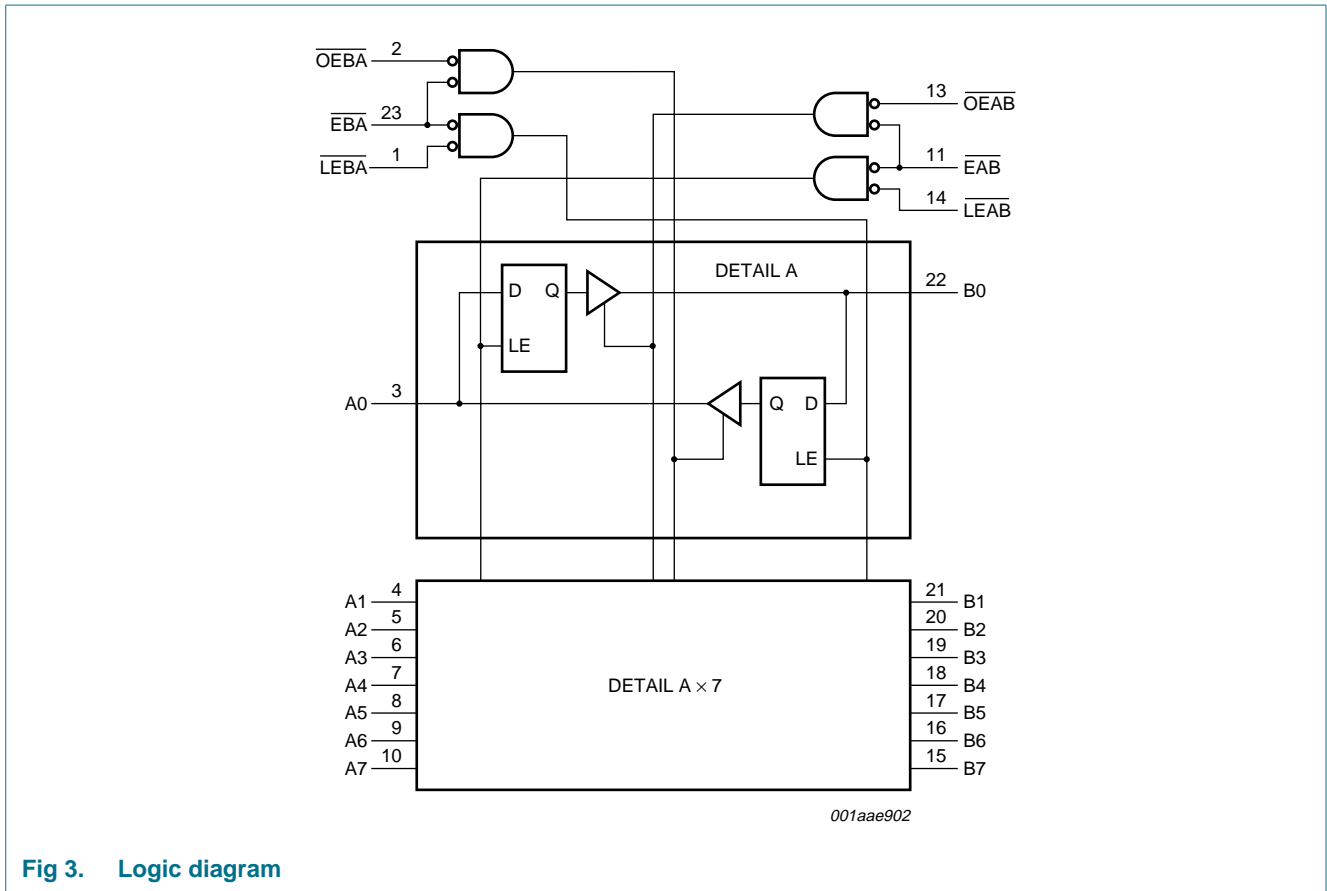 OEBA 2
EBA 23
LEBA 1
13 OEAB
11 EAB
14 LEAB
DETAIL A
D Q
LE
22 B0
A0 3
Q D
LE
A1 4
A2 5
A3 6
A4 7
A5 8
A6 9
A7 10
DETAIL A × 7
21 B1
20 B2
19 B3
18 B4
17 B5
16 B6
15 B7
001aae902
Fig 3. Logic diagram